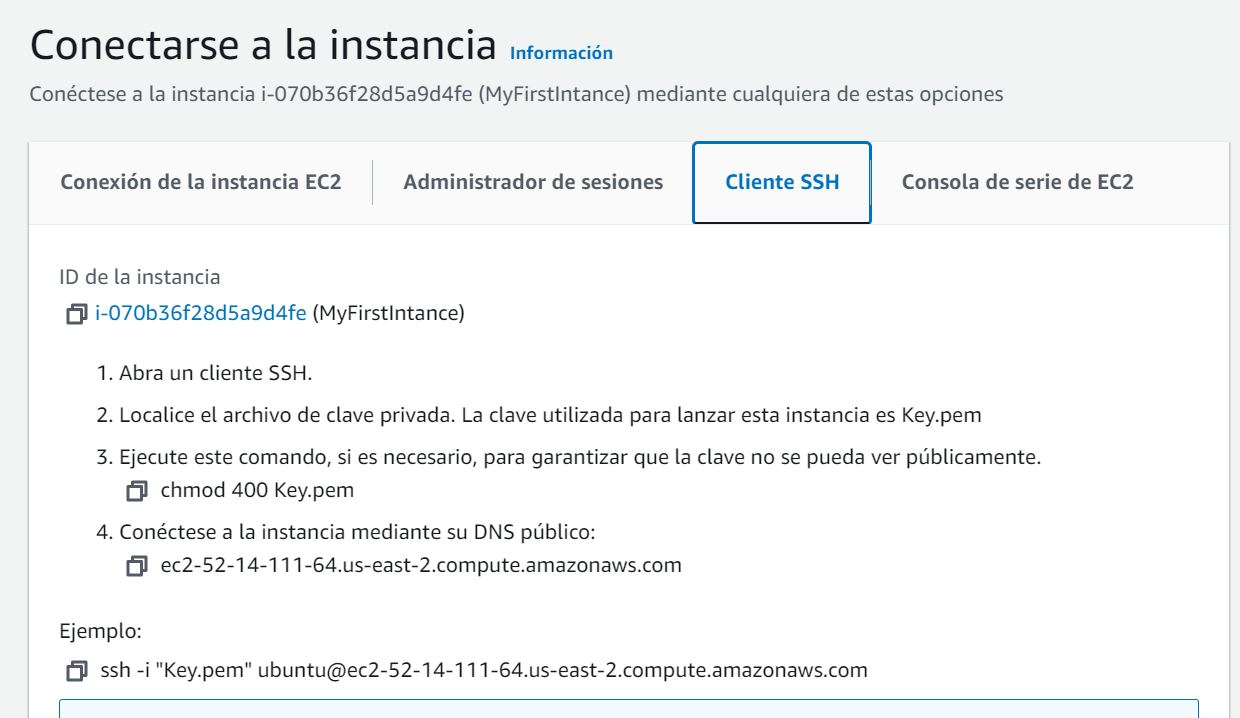 Conectarse a la instancia Información
Conéctese a la instancia i-070b36f28d5a9d4fe (MyFirstIntance) mediante cualquiera de estas opciones
Conexión de la instancia EC2 Administrador de sesiones Cliente SSH Consola de serie de EC2
ID de la instancia
i-070b36f28d5a9d4fe (MyFirstIntance)
1. Abra un cliente SSH.
2. Localice el archivo de clave privada. La clave utilizada para lanzar esta instancia es Key.pem
3. Ejecute este comando, si es necesario, para garantizar que la clave no se pueda ver públicamente.
chmod 400 Key.pem
4. Conéctese a la instancia mediante su DNS público:
ec2-52-14-111-64.us-east-2.compute.amazonaws.com
Ejemplo:
ssh -i "Key.pem" ubuntu@ec2-52-14-111-64.us-east-2.compute.amazonaws.com